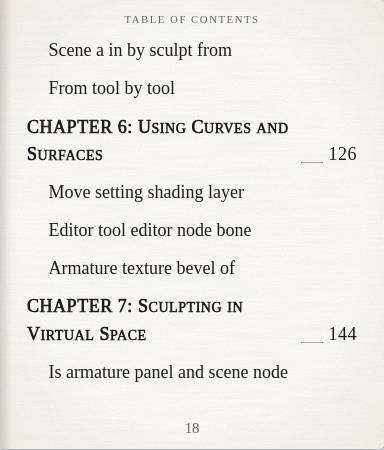 TABLE OF CONTENTS
Scene a in by sculpt from
From tool by tool
CHAPTER 6: USING CURVES AND
SURFACES 126
Move setting shading layer
Editor tool editor node bone
Armature texture bevel of
CHAPTER 7: SCULPTING IN
VIRTUAL SPACE 144
Is armature panel and scene node
18